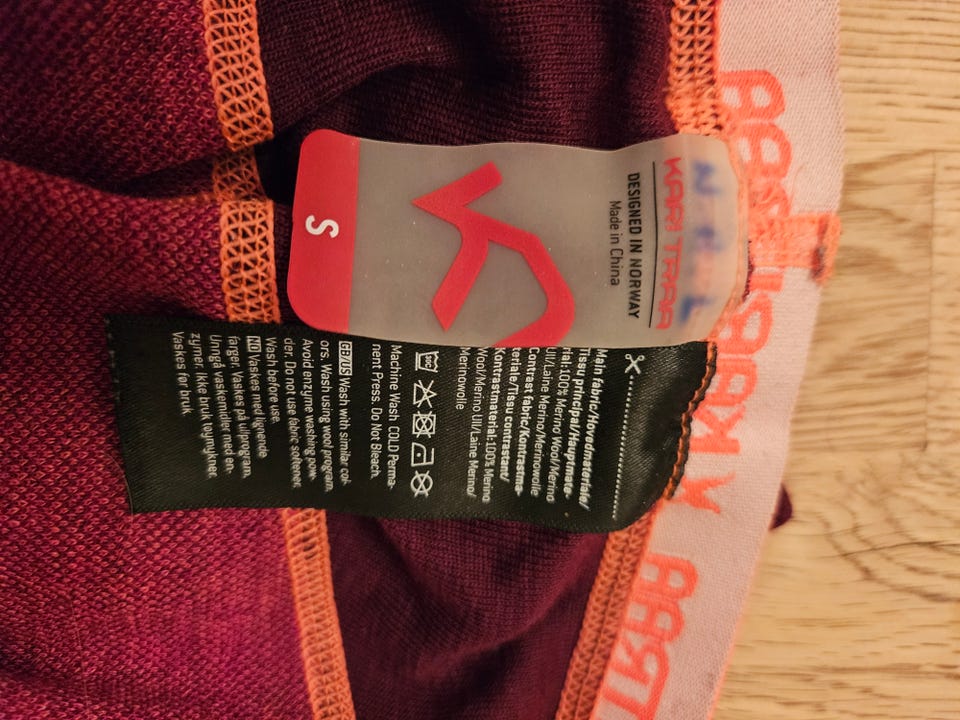 KARI TRAA
DESIGNED IN NORWAY
Made in China
S
Main fabric/Hovedmateriale/
Tissu principal/Hauptmate-
rial:100% Merino Wool/Merino
Ull/Laine Merino/Merinowolle
Contrast fabric/Kontrastma-
teriale/Tissu contrastant/
Kontrastmaterial:100% Merino
Wool/Merino Ull/Laine Merino/
Merinowolle
Machine Wash COLD Perma-
nent Press. Do Not Bleach.
GB/US Wash with similar col-
ors. Wash using wool program.
Avoid enzyme washing pow-
der. Do not use fabric softener.
Wash before use.
NO Vaskes med lignende
farger. Vaskes på ullprogram.
Unngå vaskemidler med en-
zymer. Ikke bruk tøymykner.
Vaskes før bruk